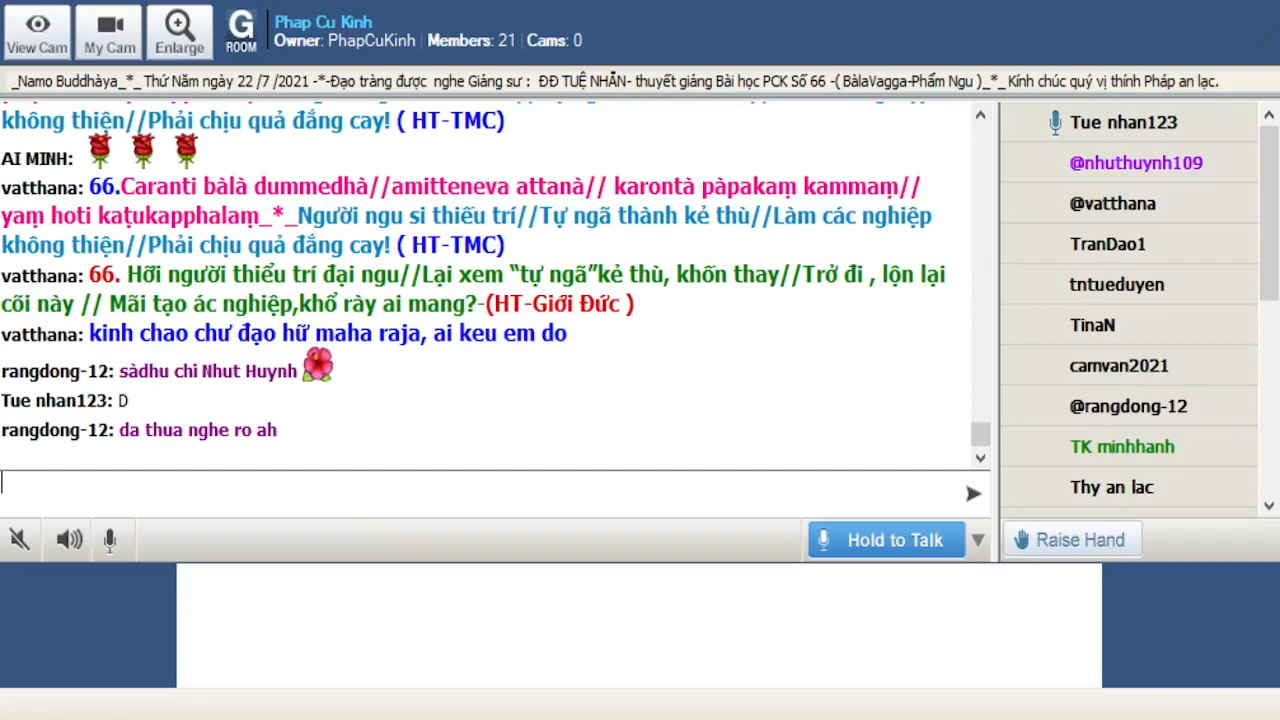 View Cam
My Cam
Enlarge
G
ROOM
Phap Cu Kinh
Owner: PhapCuKinh | Members: 21 | Cams: 0
_Namo Buddhàya_*_ Thứ Năm ngày 22 /7 /2021 -*-Đạo tràng được nghe Giảng sư : ĐĐ TUỆ NHẪN- thuyết giảng Bài học PCK Số 66 -( BàlaVagga-Phẩm Ngu )_*_ Kính chúc quý vị thính Pháp an lạc.
không thiện//Phải chịu quả đắng cay! ( HT-TMC)
AI MINH:
vatthana: 66.Caranti bàlà dummedhà//amitteneva attanà// karontà pàpakaṃ kammaṃ//
yaṃ hoti kaṭukapphalaṃ_*_Người ngu si thiếu trí//Tự ngã thành kẻ thù//Làm các nghiệp
không thiện//Phải chịu quả đắng cay! ( HT-TMC)
vatthana: 66. Hỡi người thiểu trí đại ngu//Lại xem “tự ngã”kẻ thù, khốn thay//Trở đi , lộn lại
cõi này // Mãi tạo ác nghiệp,khổ rày ai mang?-(HT-Giới Đức )
vatthana: kinh chao chư đạo hữ maha raja, ai keu em do
rangdong-12: sàdhu chi Nhut Huynh
Tue nhan123: D
rangdong-12: da thua nghe ro ah
Tue nhan123
@nhuthuynh109
@vatthana
TranDao1
tntueduyen
TinaN
camvan2021
@rangdong-12
TK minhhanh
Thy an lac
Hold to Talk
Raise Hand